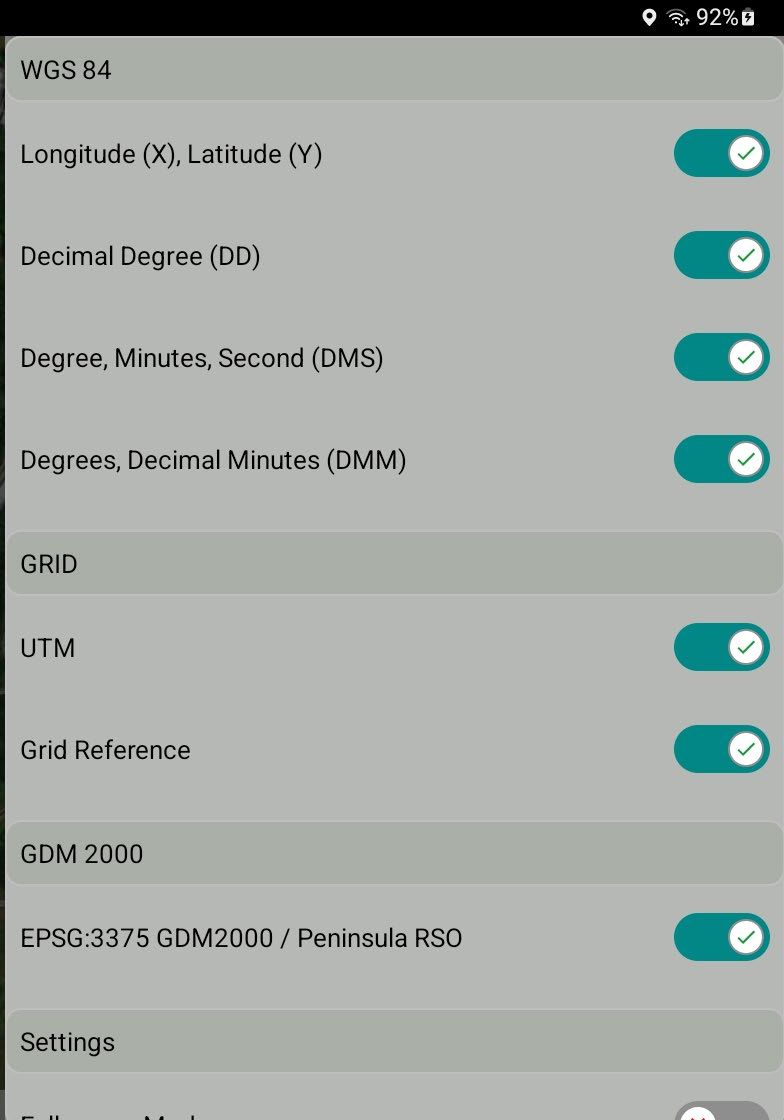 92%
WGS 84
Longitude (X), Latitude (Y)
Decimal Degree (DD)
Degree, Minutes, Second (DMS)
Degrees, Decimal Minutes (DMM)
GRID
UTM
Grid Reference
GDM 2000
EPSG:3375 GDM2000 / Peninsula RSO
Settings